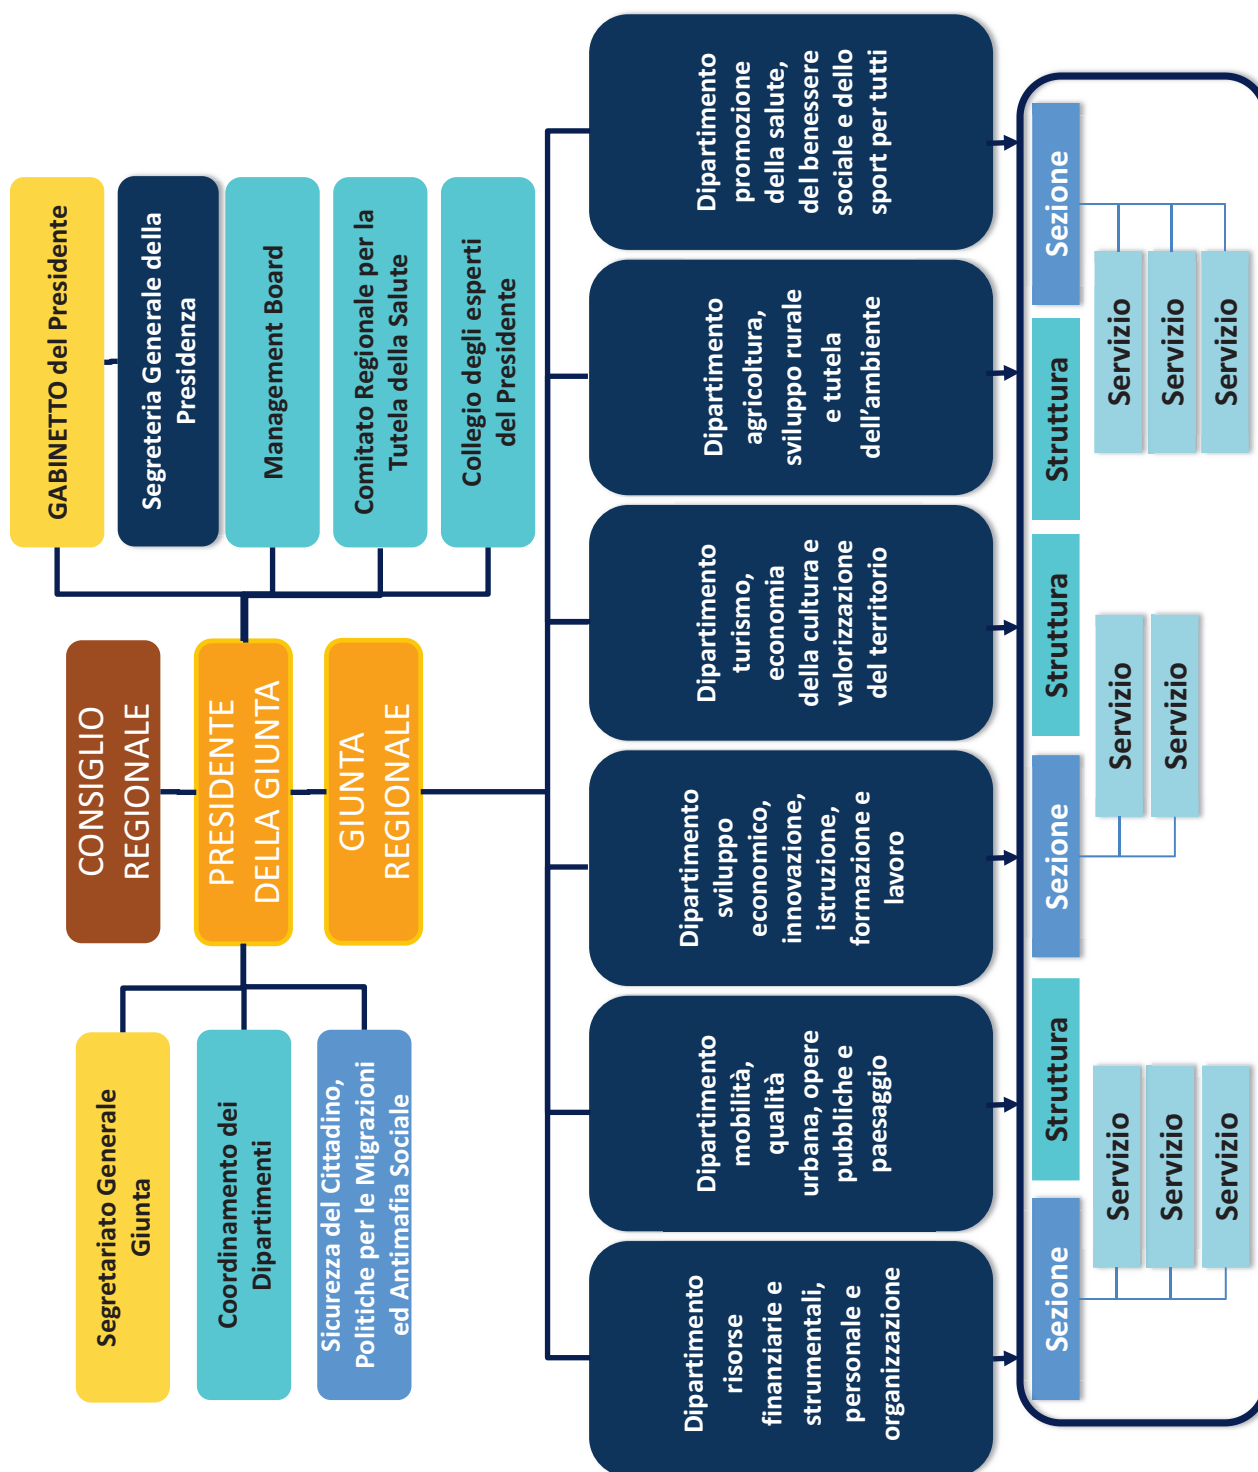 CONSIGLIO
REGIONALE
PRESIDENTE
DELLA GIUNTA
GIUNTA
REGIONALE
Segretariato Generale
Giunta
Coordinamento dei
Dipartimenti
Sicurezza del Cittadino,
Politiche per le Migrazioni
ed Antimafia Sociale
GABINETTO del Presidente
Segreteria Generale della
Presidenza
Management Board
Comitato Regionale per la
Tutela della Salute
Collegio degli esperti
del Presidente
Dipartimento
risorse
finanziarie e
strumentali,
personale e
organizzazione
Dipartimento
mobilità,
qualità
urbana, opere
pubbliche e
paesaggio
Dipartimento
sviluppo
economico,
innovazione,
istruzione,
formazione e
lavoro
Dipartimento
turismo,
economia
della cultura e
valorizzazione
del territorio
Dipartimento
agricoltura,
sviluppo rurale
e tutela
dell’ambiente
Dipartimento
promozione
della salute,
del benessere
sociale e dello
sport per tutti
Sezione
Struttura
Sezione
Struttura
Struttura
Sezione
Servizio
Servizio
Servizio
Servizio
Servizio
Servizio
Servizio
Servizio